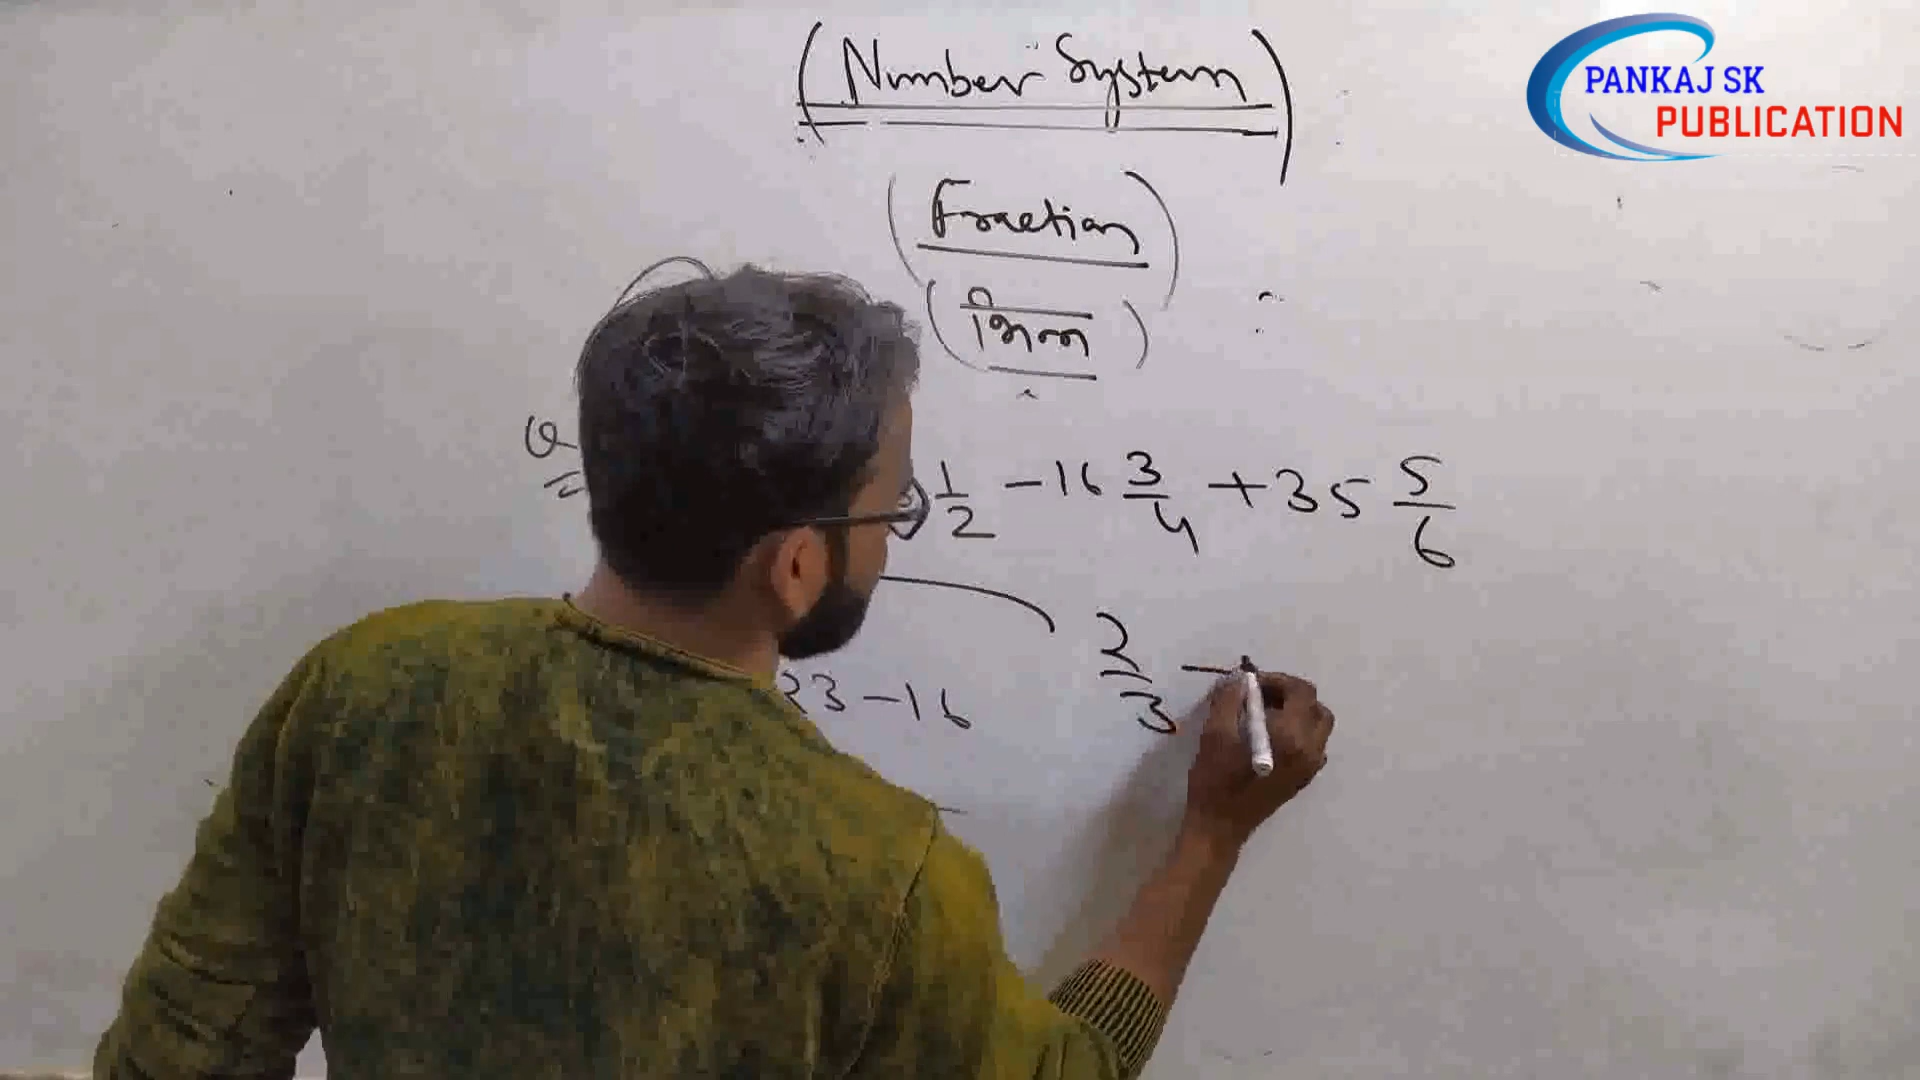 PANKAJ SK
PUBLICATION
(Number System)
(Fraction)
(भिन्न)
Q
1/2 - 16 3/4 + 35 5/6
23 - 16
2/3 -